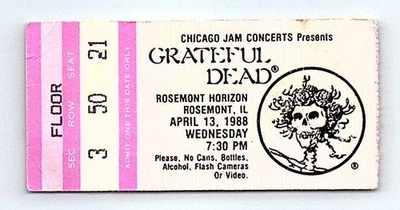 CHICAGO JAM CONCERTS Presents
GRATEFUL
DEAD®
ROSEMONT HORIZON
ROSEMONT, IL
APRIL 13, 1988
WEDNESDAY
7:30 PM
Please, No Cans, Bottles,
Alcohol, Flash Cameras
Or Video.
®
FLOOR
SEC ROW SEAT
3 50 21
ADMIT ONE THIS DATE ONLY